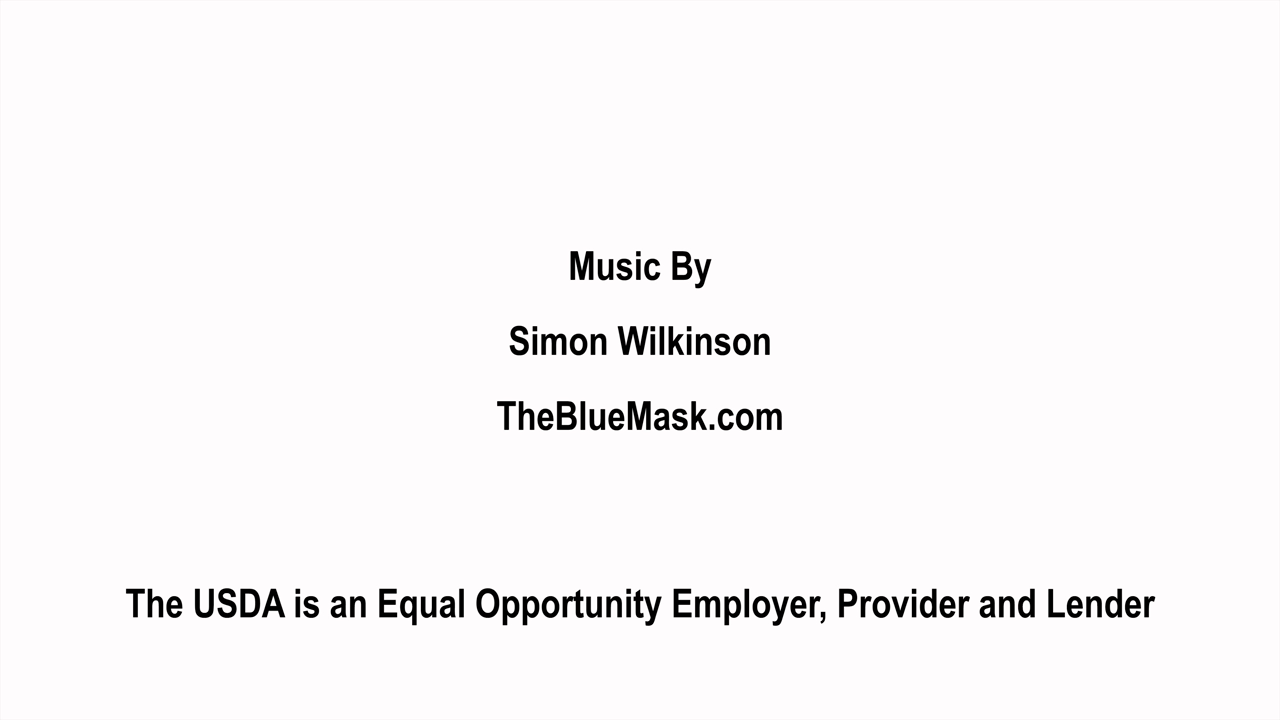 Music By
Simon Wilkinson
TheBlueMask.com
The USDA is an Equal Opportunity Employer, Provider and Lender